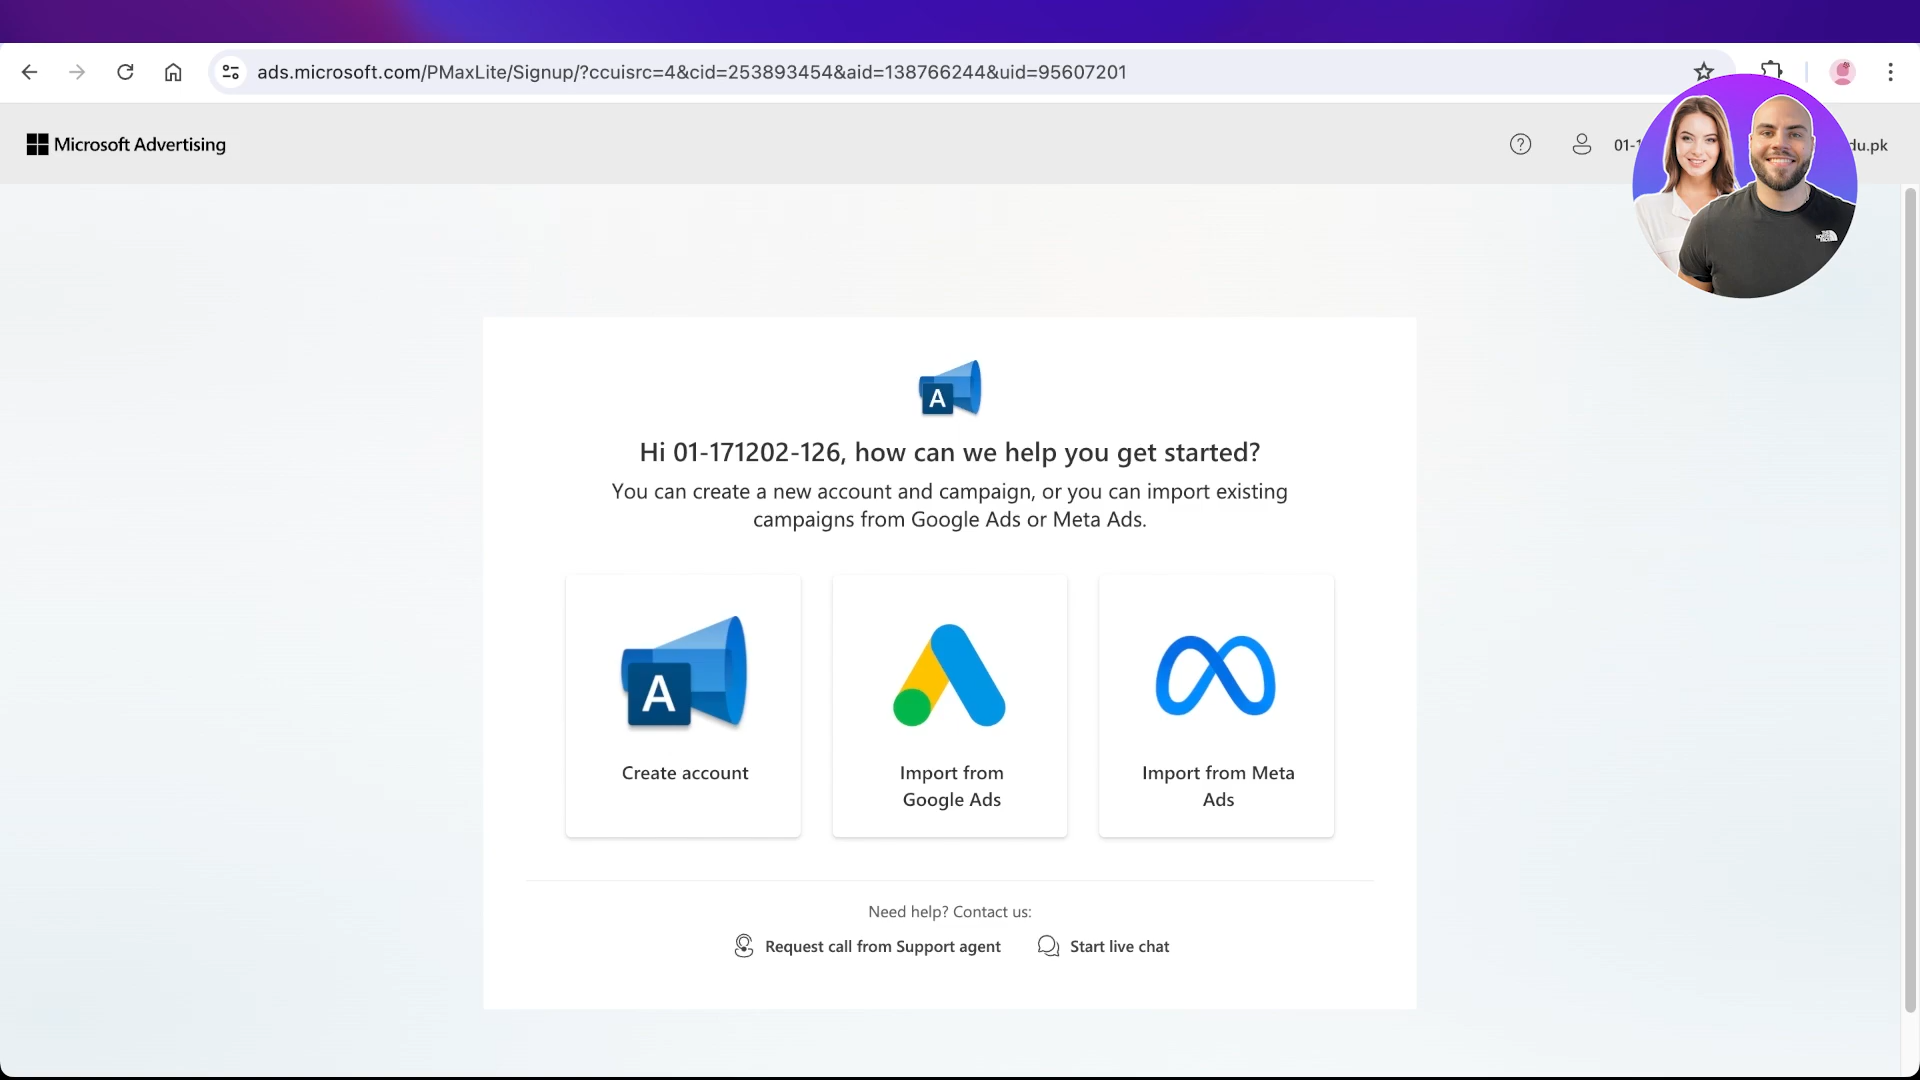 ads.microsoft.com/PMaxLite/Signup/?ccuisrc=4&cid=253893454&aid=138766244&uid=95607201
Microsoft Advertising
01-1
du.pk
A
Hi 01-171202-126, how can we help you get started?
You can create a new account and campaign, or you can import existing
campaigns from Google Ads or Meta Ads.
A
Create account
Import from
Google Ads
Import from Meta
Ads
Need help? Contact us:
Request call from Support agent
Start live chat